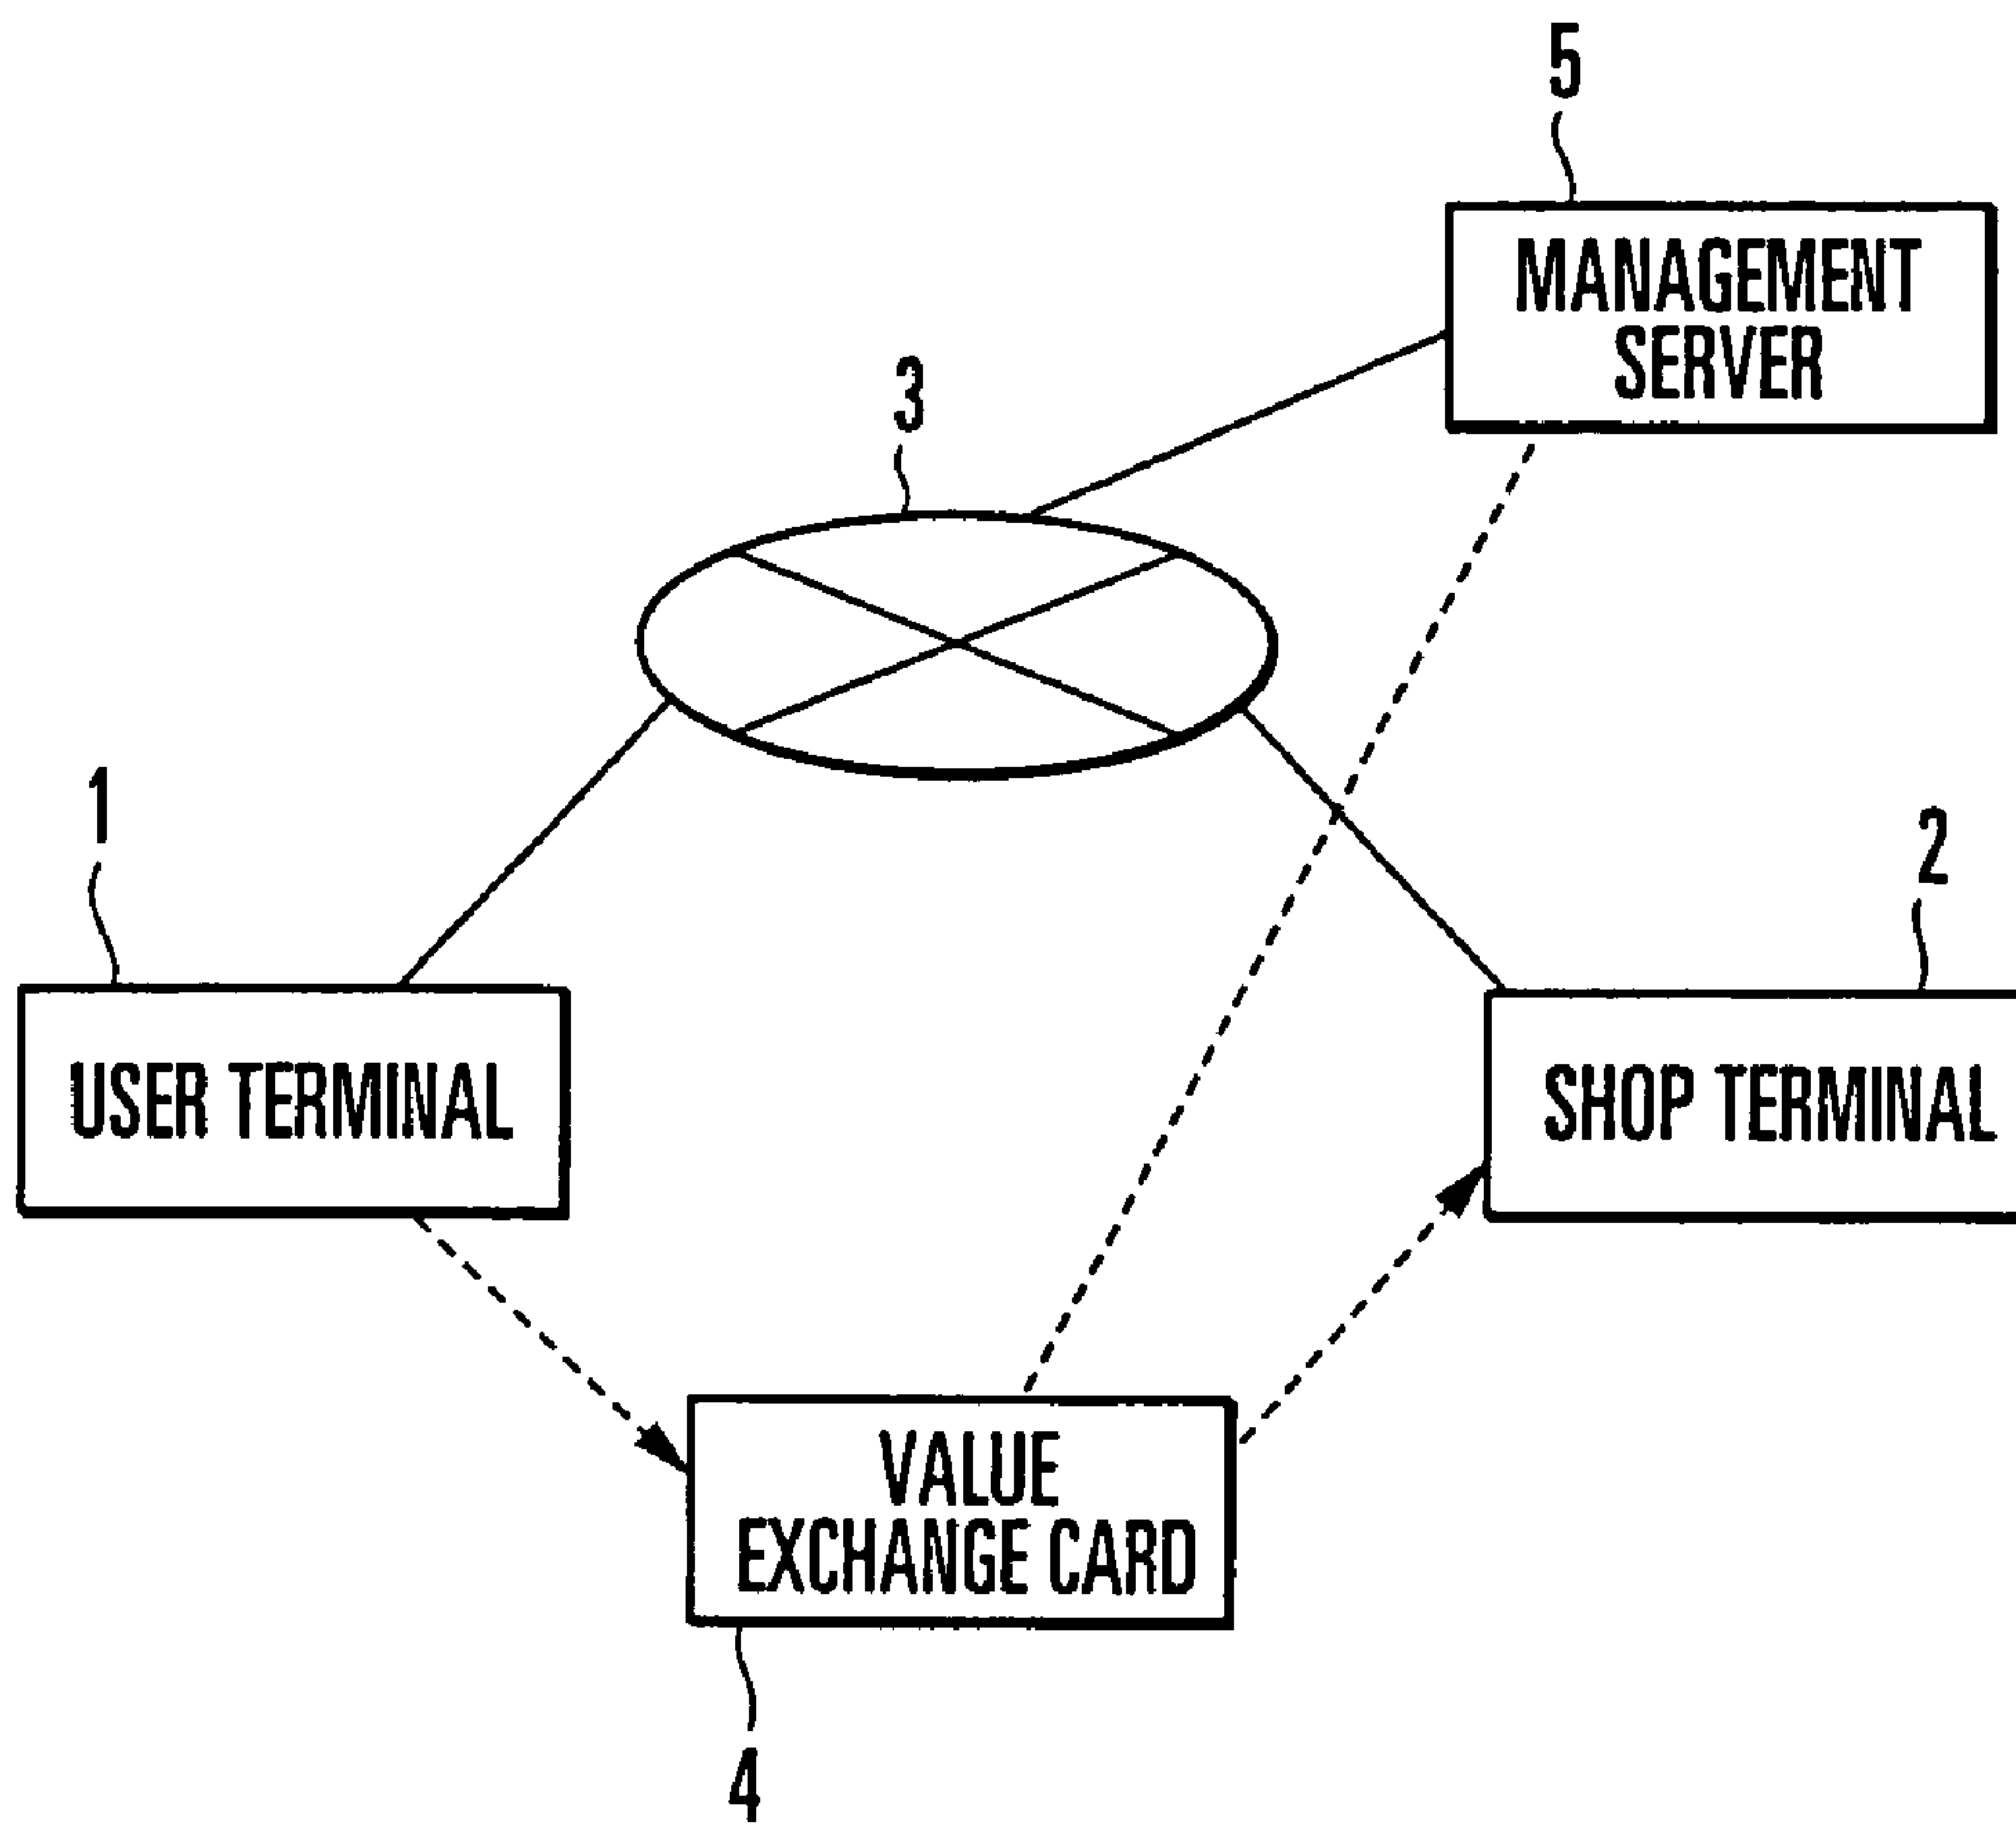 5
MANAGEMENT
SERVER
3
1
2
USER TERMINAL
SHOP TERMINAL
VALUE
EXCHANGE CARD
4